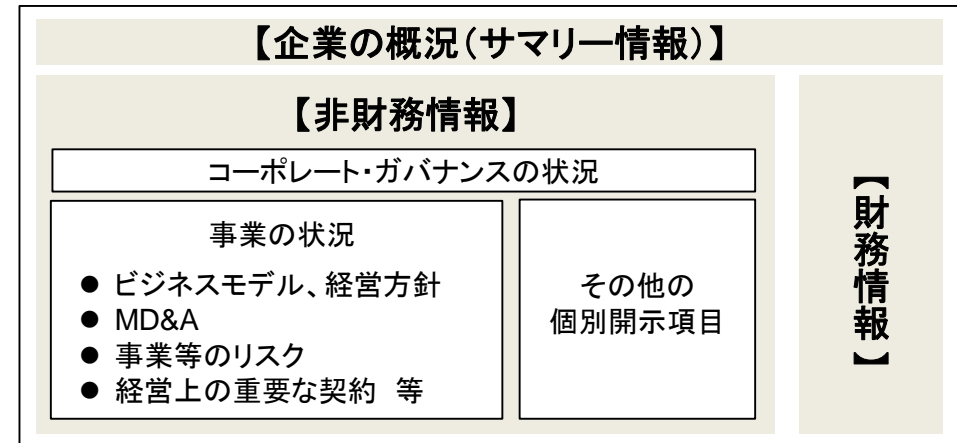 【企業の概況（サマリー情報）】
【非財務情報】
コーポレート・ガバナンスの状況
事業の状況
● ビジネスモデル、経営方針
● MD&A
● 事業等のリスク
● 経営上の重要な契約　等
その他の
個別開示項目
【財務情報】